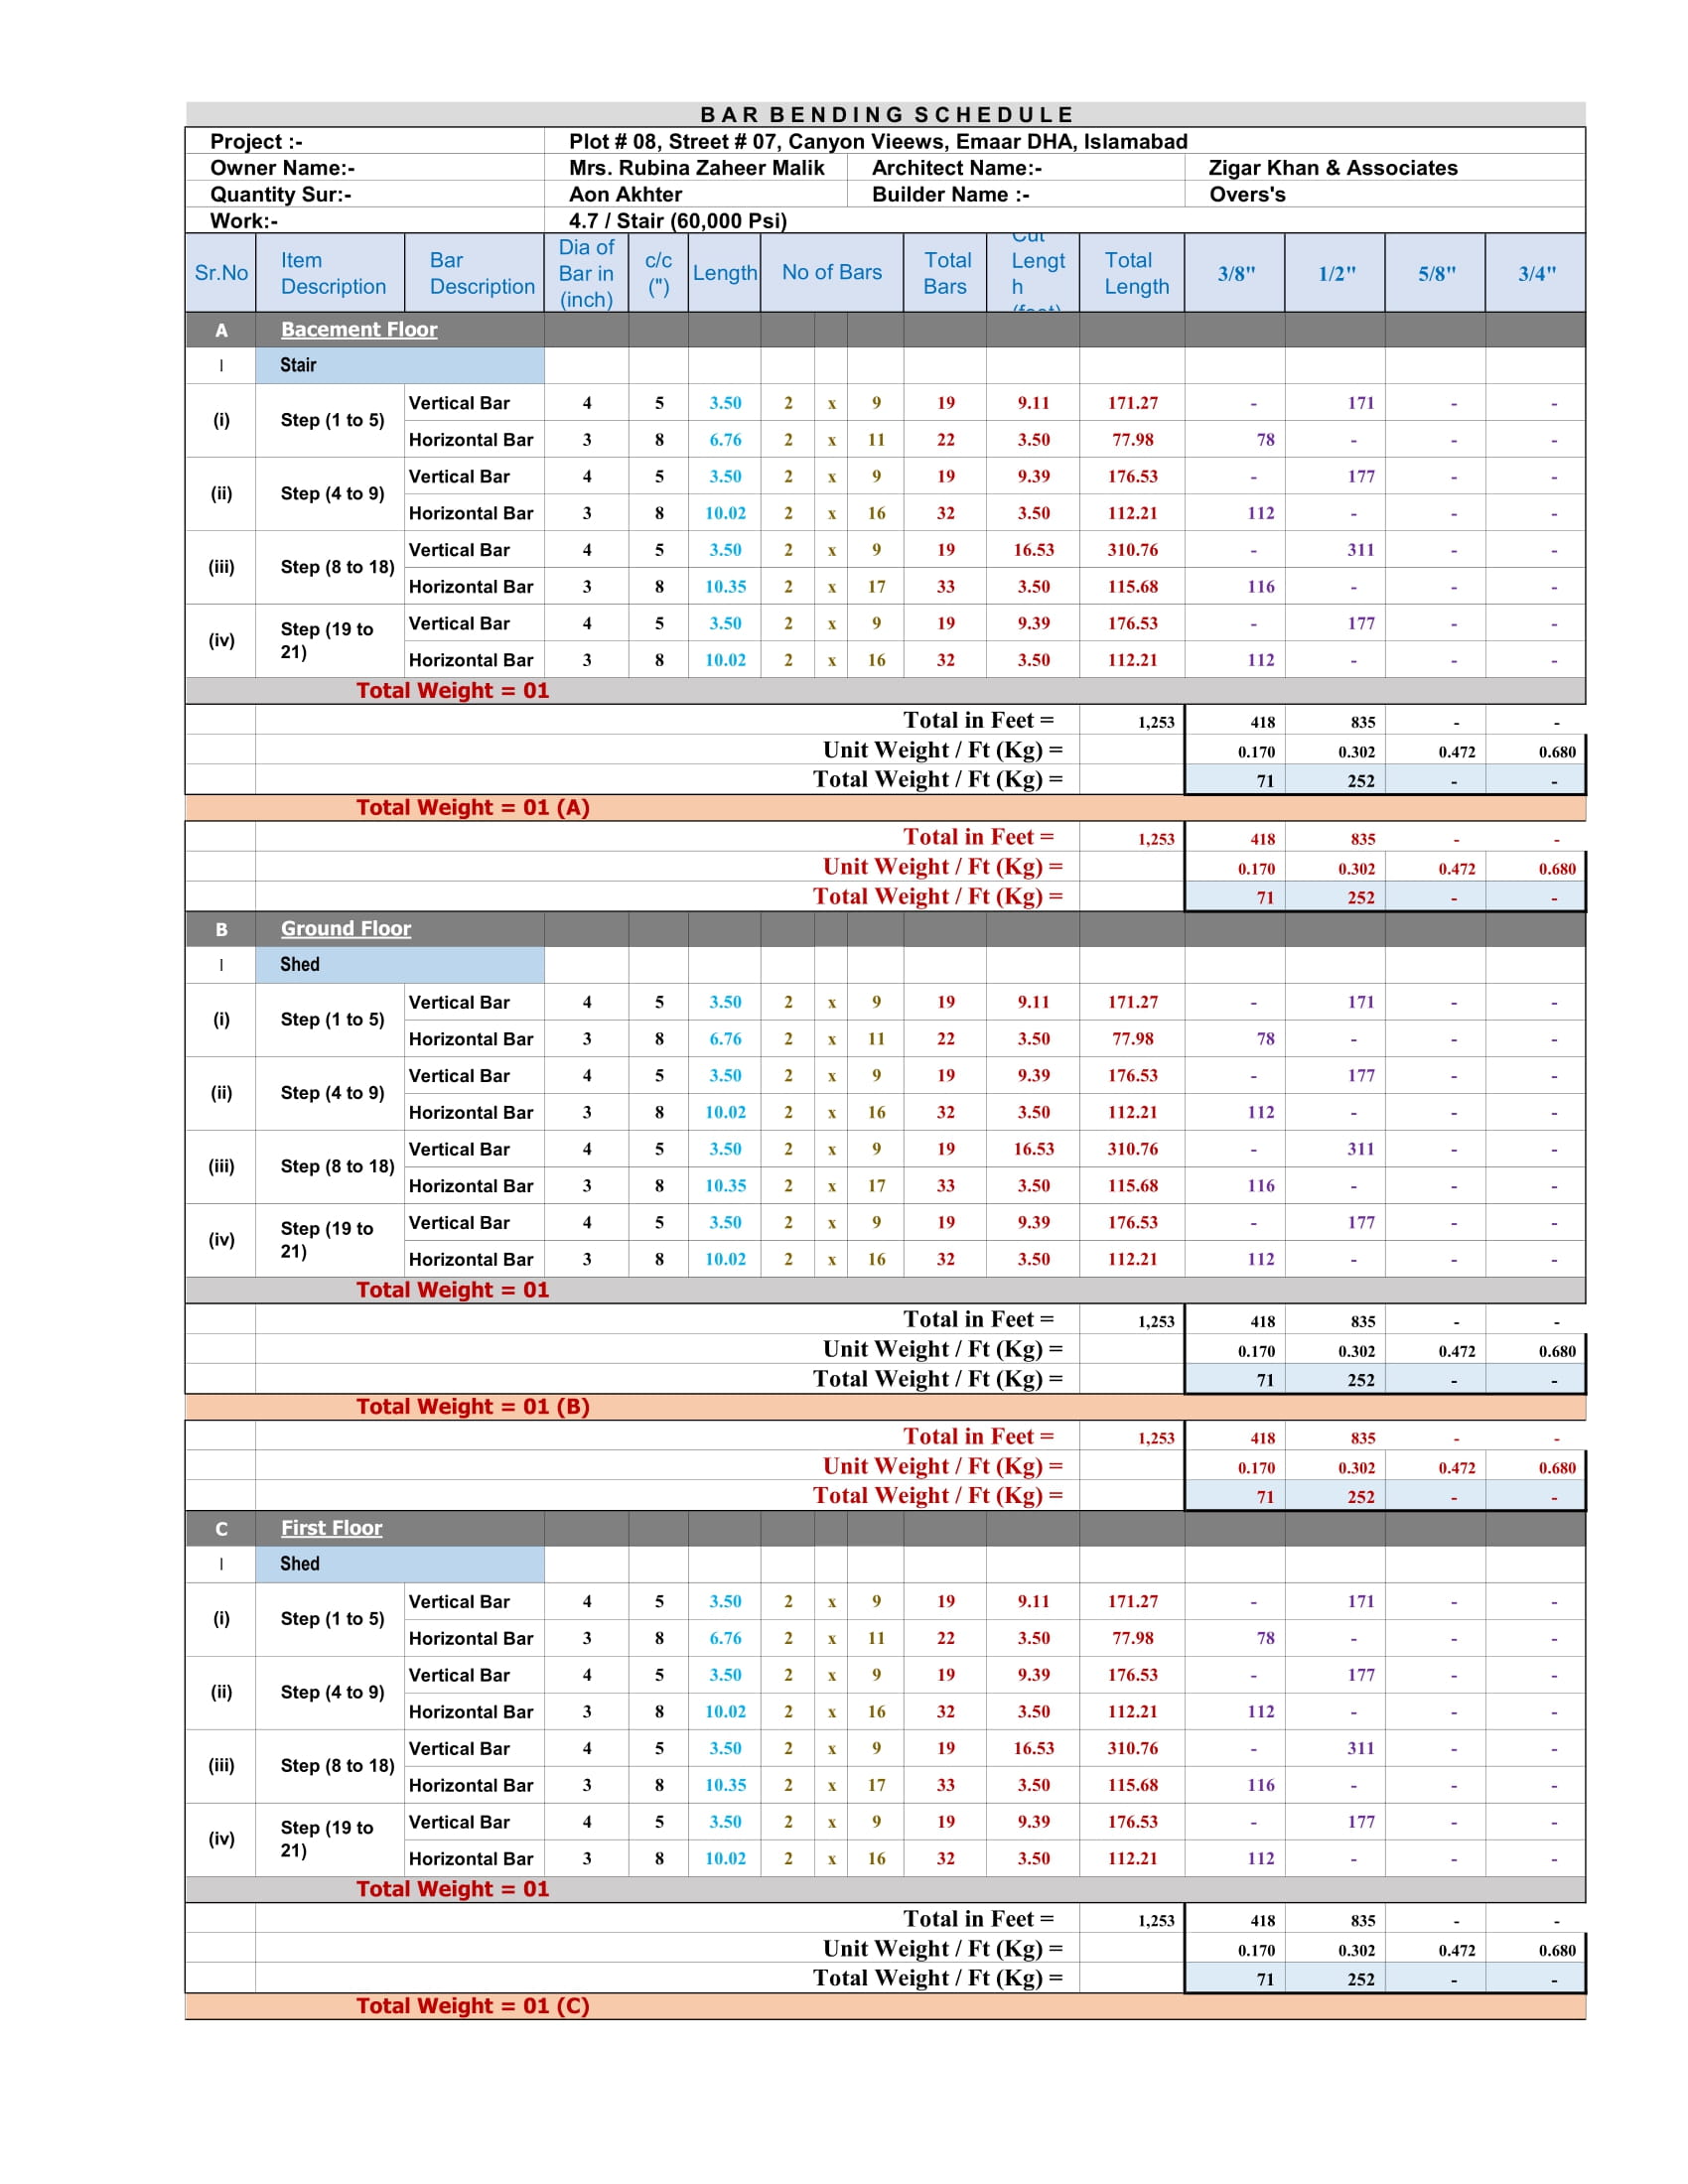 BAR BENDING SCHEDULE
Project :- Plot # 08, Street # 07, Canyon Vieews, Emaar DHA, Islamabad
Owner Name:- Mrs. Rubina Zaheer Malik Architect Name:- Zigar Khan & Associates
Quantity Sur:- Aon Akhter Builder Name :- Overs's
Work:- 4.7 / Stair (60,000 Psi)
Sr.No Item Description Bar Description Dia of Bar in (inch) c/c (") Length No of Bars Total Bars Cut Length (feet) Total Length 3/8" 1/2" 5/8" 3/4"
A Bacement Floor
I Stair
(i) Step (1 to 5) Vertical Bar 4 5 3.50 2 x 9 19 9.11 171.27 - 171 - -
Horizontal Bar 3 8 6.76 2 x 11 22 3.50 77.98 78 - - -
(ii) Step (4 to 9) Vertical Bar 4 5 3.50 2 x 9 19 9.39 176.53 - 177 - -
Horizontal Bar 3 8 10.02 2 x 16 32 3.50 112.21 112 - - -
(iii) Step (8 to 18) Vertical Bar 4 5 3.50 2 x 9 19 16.53 310.76 - 311 - -
Horizontal Bar 3 8 10.35 2 x 17 33 3.50 115.68 116 - - -
(iv) Step (19 to 21) Vertical Bar 4 5 3.50 2 x 9 19 9.39 176.53 - 177 - -
Horizontal Bar 3 8 10.02 2 x 16 32 3.50 112.21 112 - - -
Total Weight = 01
Total in Feet = 1,253 418 835 - -
Unit Weight / Ft (Kg) = 0.170 0.302 0.472 0.680
Total Weight / Ft (Kg) = 71 252 - -
Total Weight = 01 (A)
Total in Feet = 1,253 418 835 - -
Unit Weight / Ft (Kg) = 0.170 0.302 0.472 0.680
Total Weight / Ft (Kg) = 71 252 - -
B Ground Floor
I Shed
(i) Step (1 to 5) Vertical Bar 4 5 3.50 2 x 9 19 9.11 171.27 - 171 - -
Horizontal Bar 3 8 6.76 2 x 11 22 3.50 77.98 78 - - -
(ii) Step (4 to 9) Vertical Bar 4 5 3.50 2 x 9 19 9.39 176.53 - 177 - -
Horizontal Bar 3 8 10.02 2 x 16 32 3.50 112.21 112 - - -
(iii) Step (8 to 18) Vertical Bar 4 5 3.50 2 x 9 19 16.53 310.76 - 311 - -
Horizontal Bar 3 8 10.35 2 x 17 33 3.50 115.68 116 - - -
(iv) Step (19 to 21) Vertical Bar 4 5 3.50 2 x 9 19 9.39 176.53 - 177 - -
Horizontal Bar 3 8 10.02 2 x 16 32 3.50 112.21 112 - - -
Total Weight = 01
Total in Feet = 1,253 418 835 - -
Unit Weight / Ft (Kg) = 0.170 0.302 0.472 0.680
Total Weight / Ft (Kg) = 71 252 - -
Total Weight = 01 (B)
Total in Feet = 1,253 418 835 - -
Unit Weight / Ft (Kg) = 0.170 0.302 0.472 0.680
Total Weight / Ft (Kg) = 71 252 - -
C First Floor
I Shed
(i) Step (1 to 5) Vertical Bar 4 5 3.50 2 x 9 19 9.11 171.27 - 171 - -
Horizontal Bar 3 8 6.76 2 x 11 22 3.50 77.98 78 - - -
(ii) Step (4 to 9) Vertical Bar 4 5 3.50 2 x 9 19 9.39 176.53 - 177 - -
Horizontal Bar 3 8 10.02 2 x 16 32 3.50 112.21 112 - - -
(iii) Step (8 to 18) Vertical Bar 4 5 3.50 2 x 9 19 16.53 310.76 - 311 - -
Horizontal Bar 3 8 10.35 2 x 17 33 3.50 115.68 116 - - -
(iv) Step (19 to 21) Vertical Bar 4 5 3.50 2 x 9 19 9.39 176.53 - 177 - -
Horizontal Bar 3 8 10.02 2 x 16 32 3.50 112.21 112 - - -
Total Weight = 01
Total in Feet = 1,253 418 835 - -
Unit Weight / Ft (Kg) = 0.170 0.302 0.472 0.680
Total Weight / Ft (Kg) = 71 252 - -
Total Weight = 01 (C)